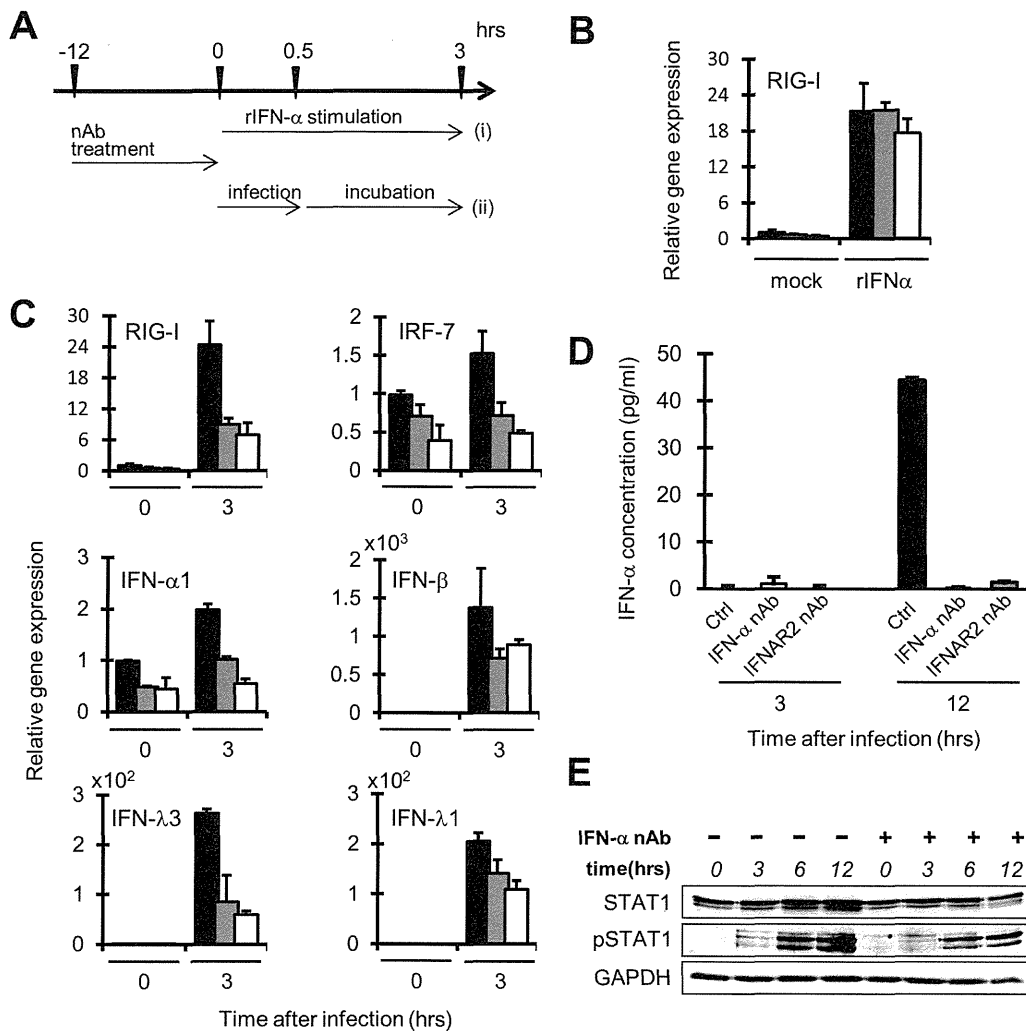 A
hrs
-12 0 0.5 3
rIFN-α stimulation (i)
nAb
treatment
infection incubation (ii)
B
RIG-I
Relative gene expression
30
24
18
12
6
0
mock rIFNα
C
Relative gene expression
RIG-I
30
24
18
12
6
0
0 3
IRF-7
2
1.5
1
0.5
0
0 3
IFN-α1
3
2
1
0
0 3
×10³
IFN-β
2
1.5
1
0.5
0
0 3
×10²
IFN-λ3
3
2
1
0
0 3
×10²
IFN-λ1
3
2
1
0
0 3
Time after infection (hrs)
D
IFN-α concentration (pg/ml)
50
40
30
20
10
0
Ctrl IFN-α nAb IFNAR2 nAb Ctrl IFN-α nAb IFNAR2 nAb
3 12
Time after infection (hrs)
E
IFN-α nAb – – – – + + + +
time(hrs) 0 3 6 12 0 3 6 12
STAT1
pSTAT1
GAPDH